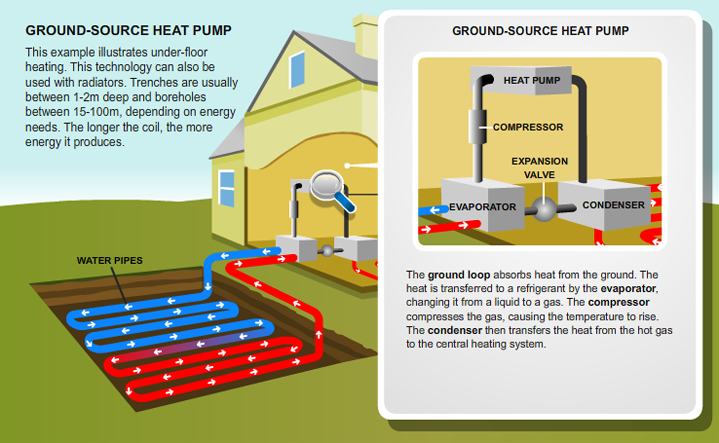 GROUND-SOURCE HEAT PUMP
This example illustrates under-floor
heating. This technology can also be
used with radiators. Trenches are usually
between 1-2m deep and boreholes
between 15-100m, depending on energy
needs. The longer the coil, the more
energy it produces.
WATER PIPES
GROUND-SOURCE HEAT PUMP
HEAT PUMP
COMPRESSOR
EXPANSION
VALVE
EVAPORATOR
CONDENSER
The ground loop absorbs heat from the ground. The
heat is transferred to a refrigerant by the evaporator,
changing it from a liquid to a gas. The compressor
compresses the gas, causing the temperature to rise.
The condenser then transfers the heat from the hot gas
to the central heating system.